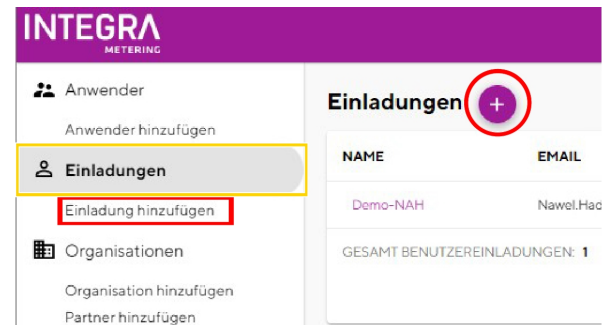 INTEGRA
METERING
Anwender
Anwender hinzufügen
Einladungen
Einladung hinzufügen
Organisationen
Organisation hinzufügen
Partner hinzufügen
Einladungen +
NAME EMAIL
Demo-NAH Nawel.Had
GESAMT BENUTZEREINLADUNGEN: 1